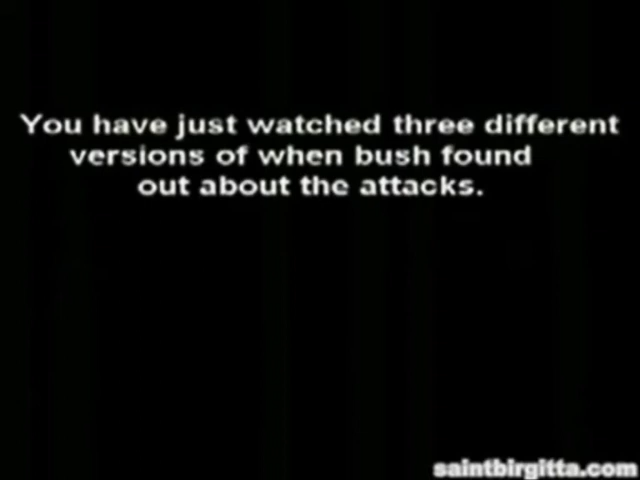 You have just watched three different
versions of when bush found
out about the attacks.
saintbirgitta.com